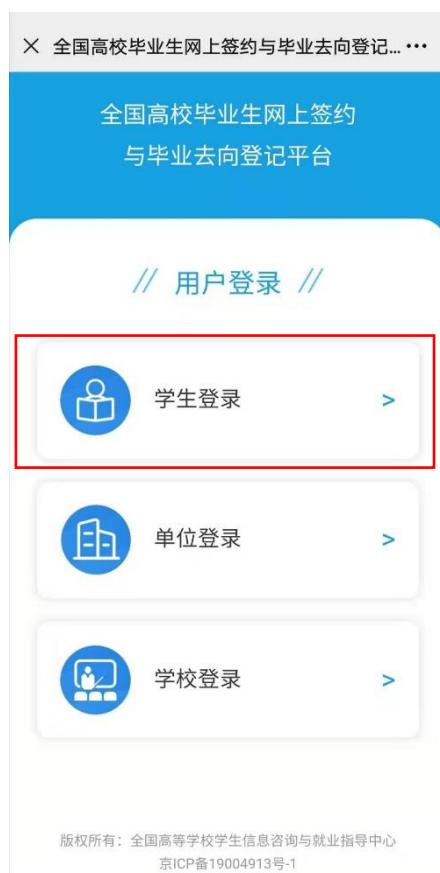 × 全国高校毕业生网上签约与毕业去向登记... •••
全国高校毕业生网上签约
与毕业去向登记平台
// 用户登录 //
学生登录 >
单位登录 >
学校登录 >
版权所有：全国高等学校学生信息咨询与就业指导中心
京ICP备19004913号-1